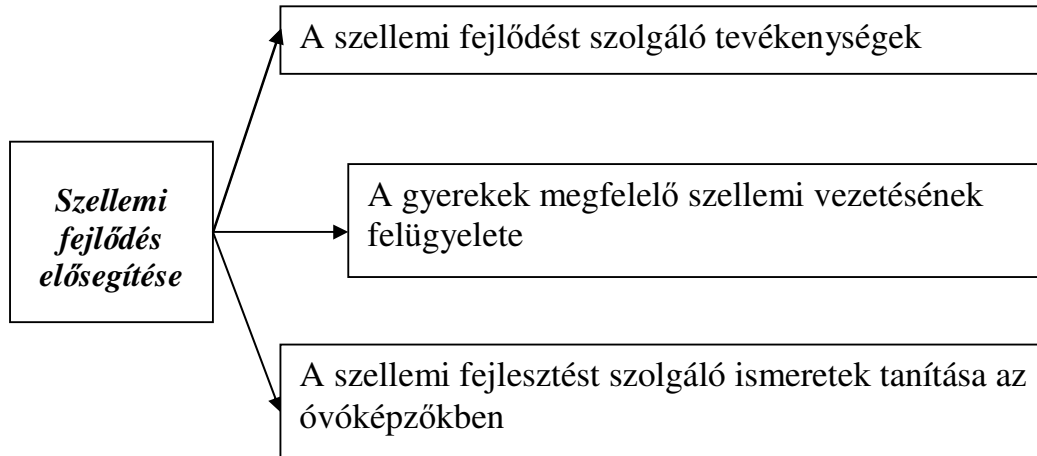 A szellemi fejlődést szolgáló tevékenységek
Szellemi
fejlődés
elősegítése
A gyerekek megfelelő szellemi vezetésének
felügyelete
A szellemi fejlesztést szolgáló ismeretek tanítása az
óvóképzőkben